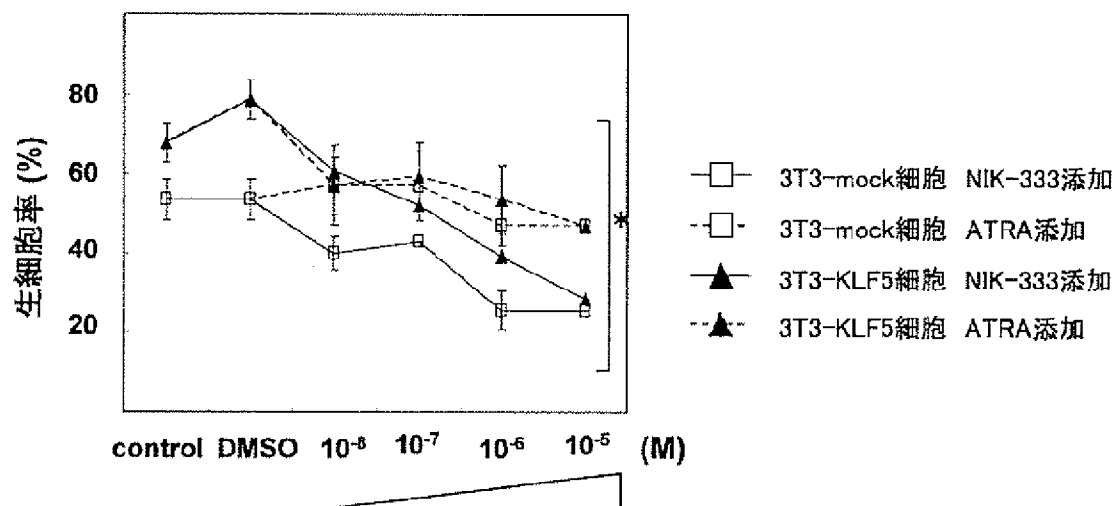 生細胞率 (%)
80
60
40
20
control DMSO 10⁻⁸ 10⁻⁷ 10⁻⁶ 10⁻⁵ (M)
*
3T3-mock細胞 NIK-333添加
3T3-mock細胞 ATRA添加
3T3-KLF5細胞 NIK-333添加
3T3-KLF5細胞 ATRA添加